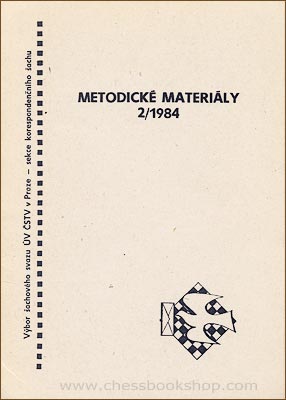 METODICKÉ MATERIÁLY
2/1984
Výbor šachového svazu ÚV ČSTV v Praze – sekce korespondenčního šachu
www.chessbookshop.com